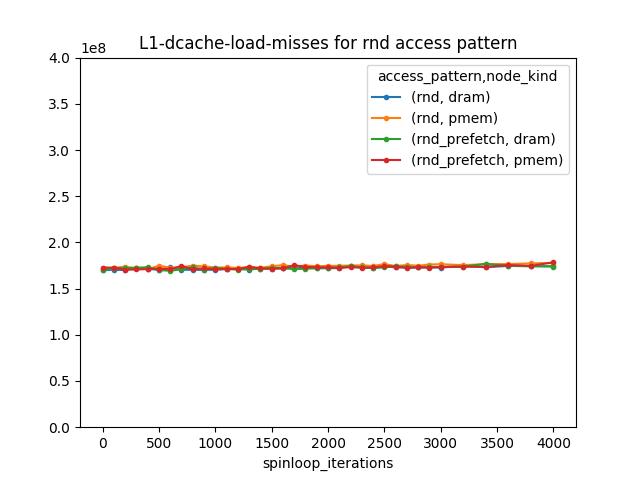 L1-dcache-load-misses for rnd access pattern
1e8
access_pattern,node_kind
(rnd, dram)
(rnd, pmem)
(rnd_prefetch, dram)
(rnd_prefetch, pmem)
4.0
3.5
3.0
2.5
2.0
1.5
1.0
0.5
0.0
0 500 1000 1500 2000 2500 3000 3500 4000
spinloop_iterations